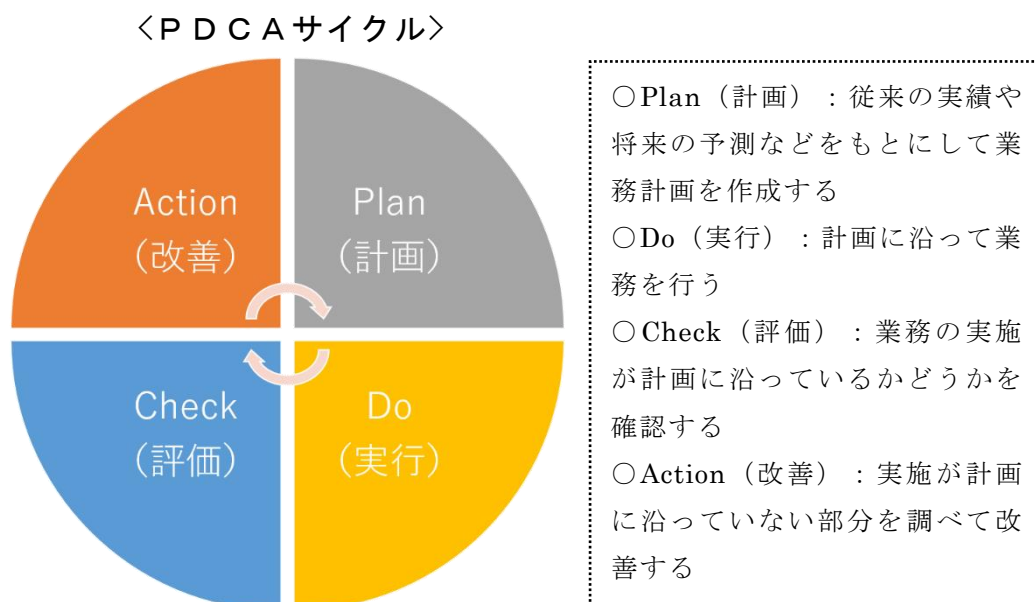 〈ＰＤＣＡサイクル〉
Action
（改善）
Plan
（計画）
Check
（評価）
Do
（実行）
○Plan（計画）：従来の実績や
将来の予測などをもとにして業
務計画を作成する
○Do（実行）：計画に沿って業
務を行う
○Check（評価）：業務の実施
が計画に沿っているかどうかを
確認する
○Action（改善）：実施が計画
に沿っていない部分を調べて改
善する